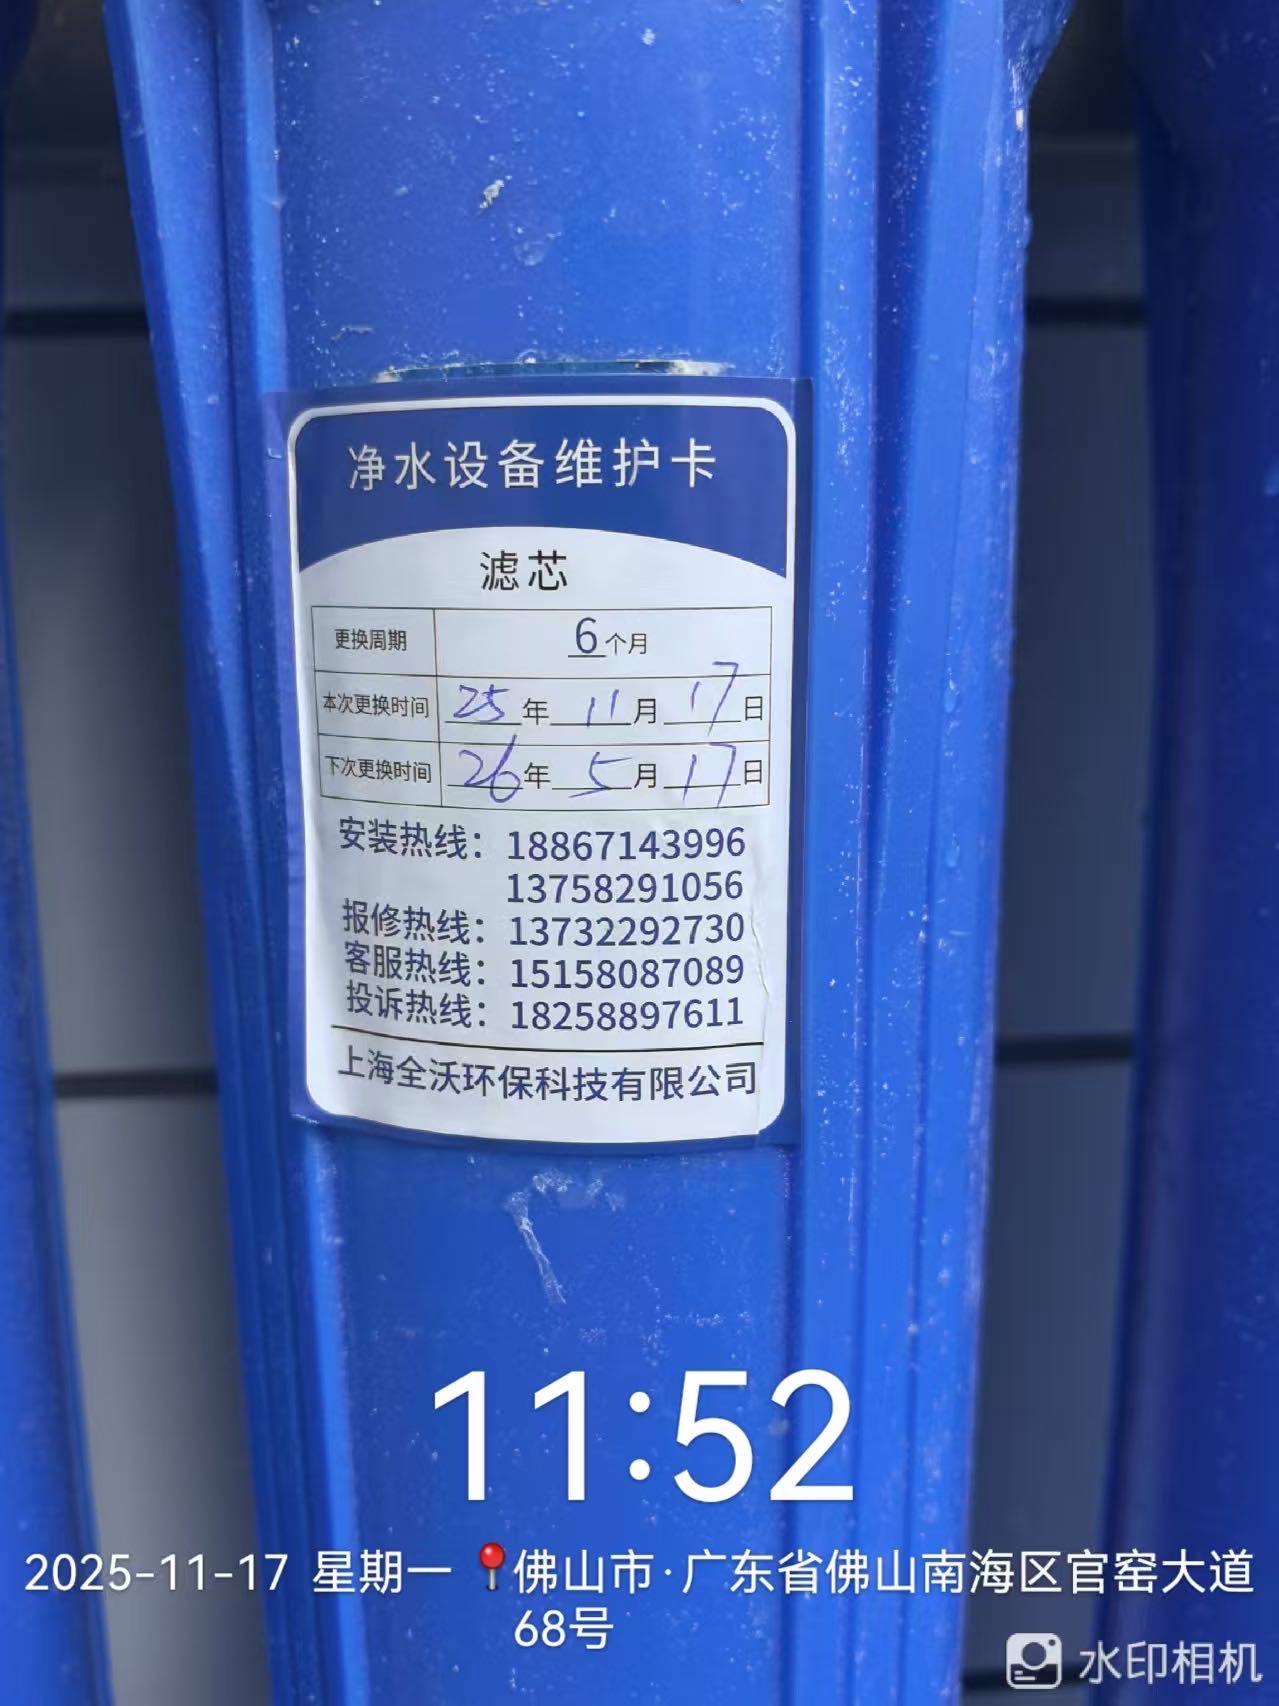 净水设备维护卡
滤芯
更换周期 6个月
本次更换时间 25年11月17日
下次更换时间 26年5月17日
安装热线：18867143996
13758291056
报修热线：13732292730
客服热线：15158087089
投诉热线：18258897611
上海全沃环保科技有限公司
11:52
2025-11-17 星期一 佛山市·广东省佛山南海区官窑大道
68号
水印相机